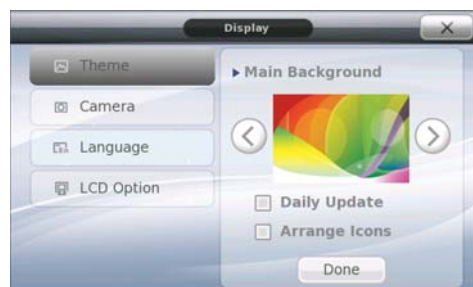 Display
Theme
Camera
Language
LCD Option
Main Background
Daily Update
Arrange Icons
Done